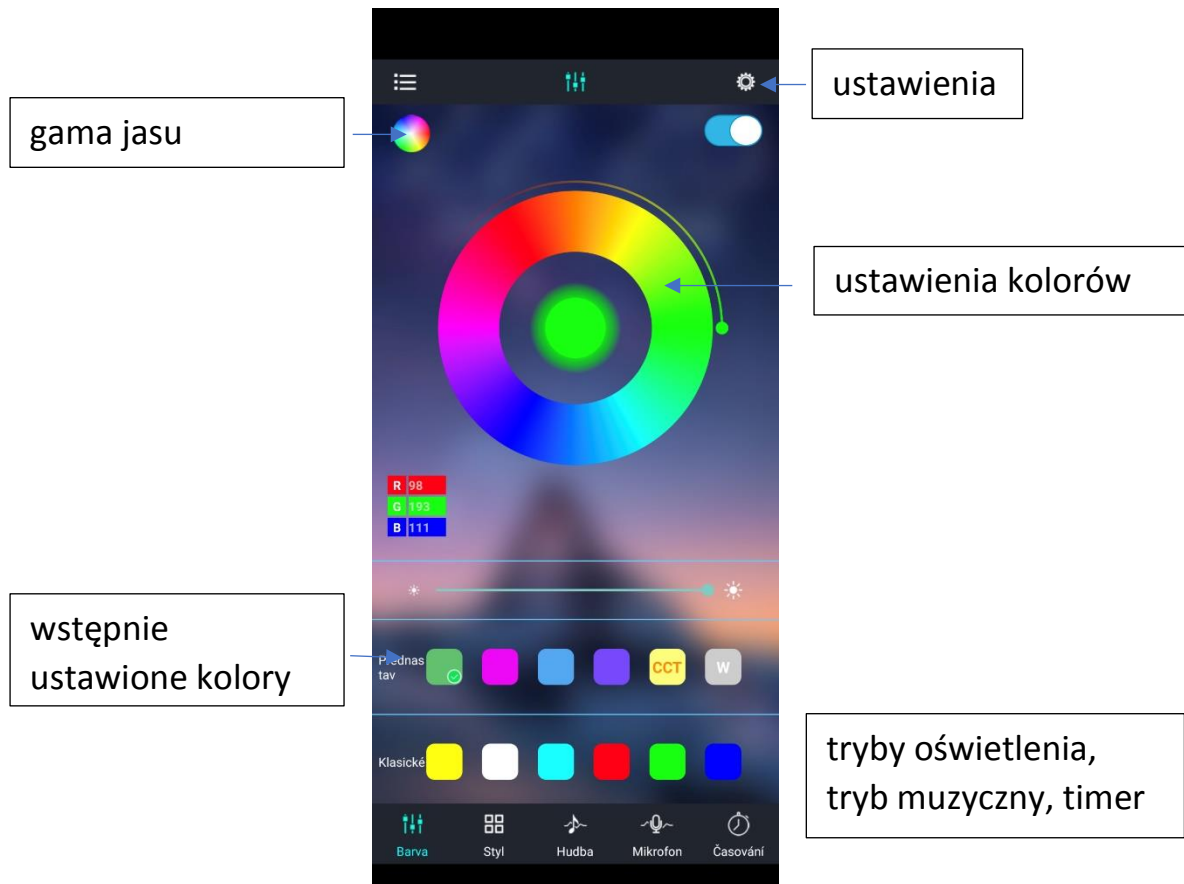 ustawienia
gama jasu
ustawienia kolorów
R 98
G 193
B 111
wstępnie
ustawione kolory
Přednas
tav
CCT
W
Klasické
tryby oświetlenia,
tryb muzyczny, timer
Barva
Styl
Hudba
Mikrofon
Časování